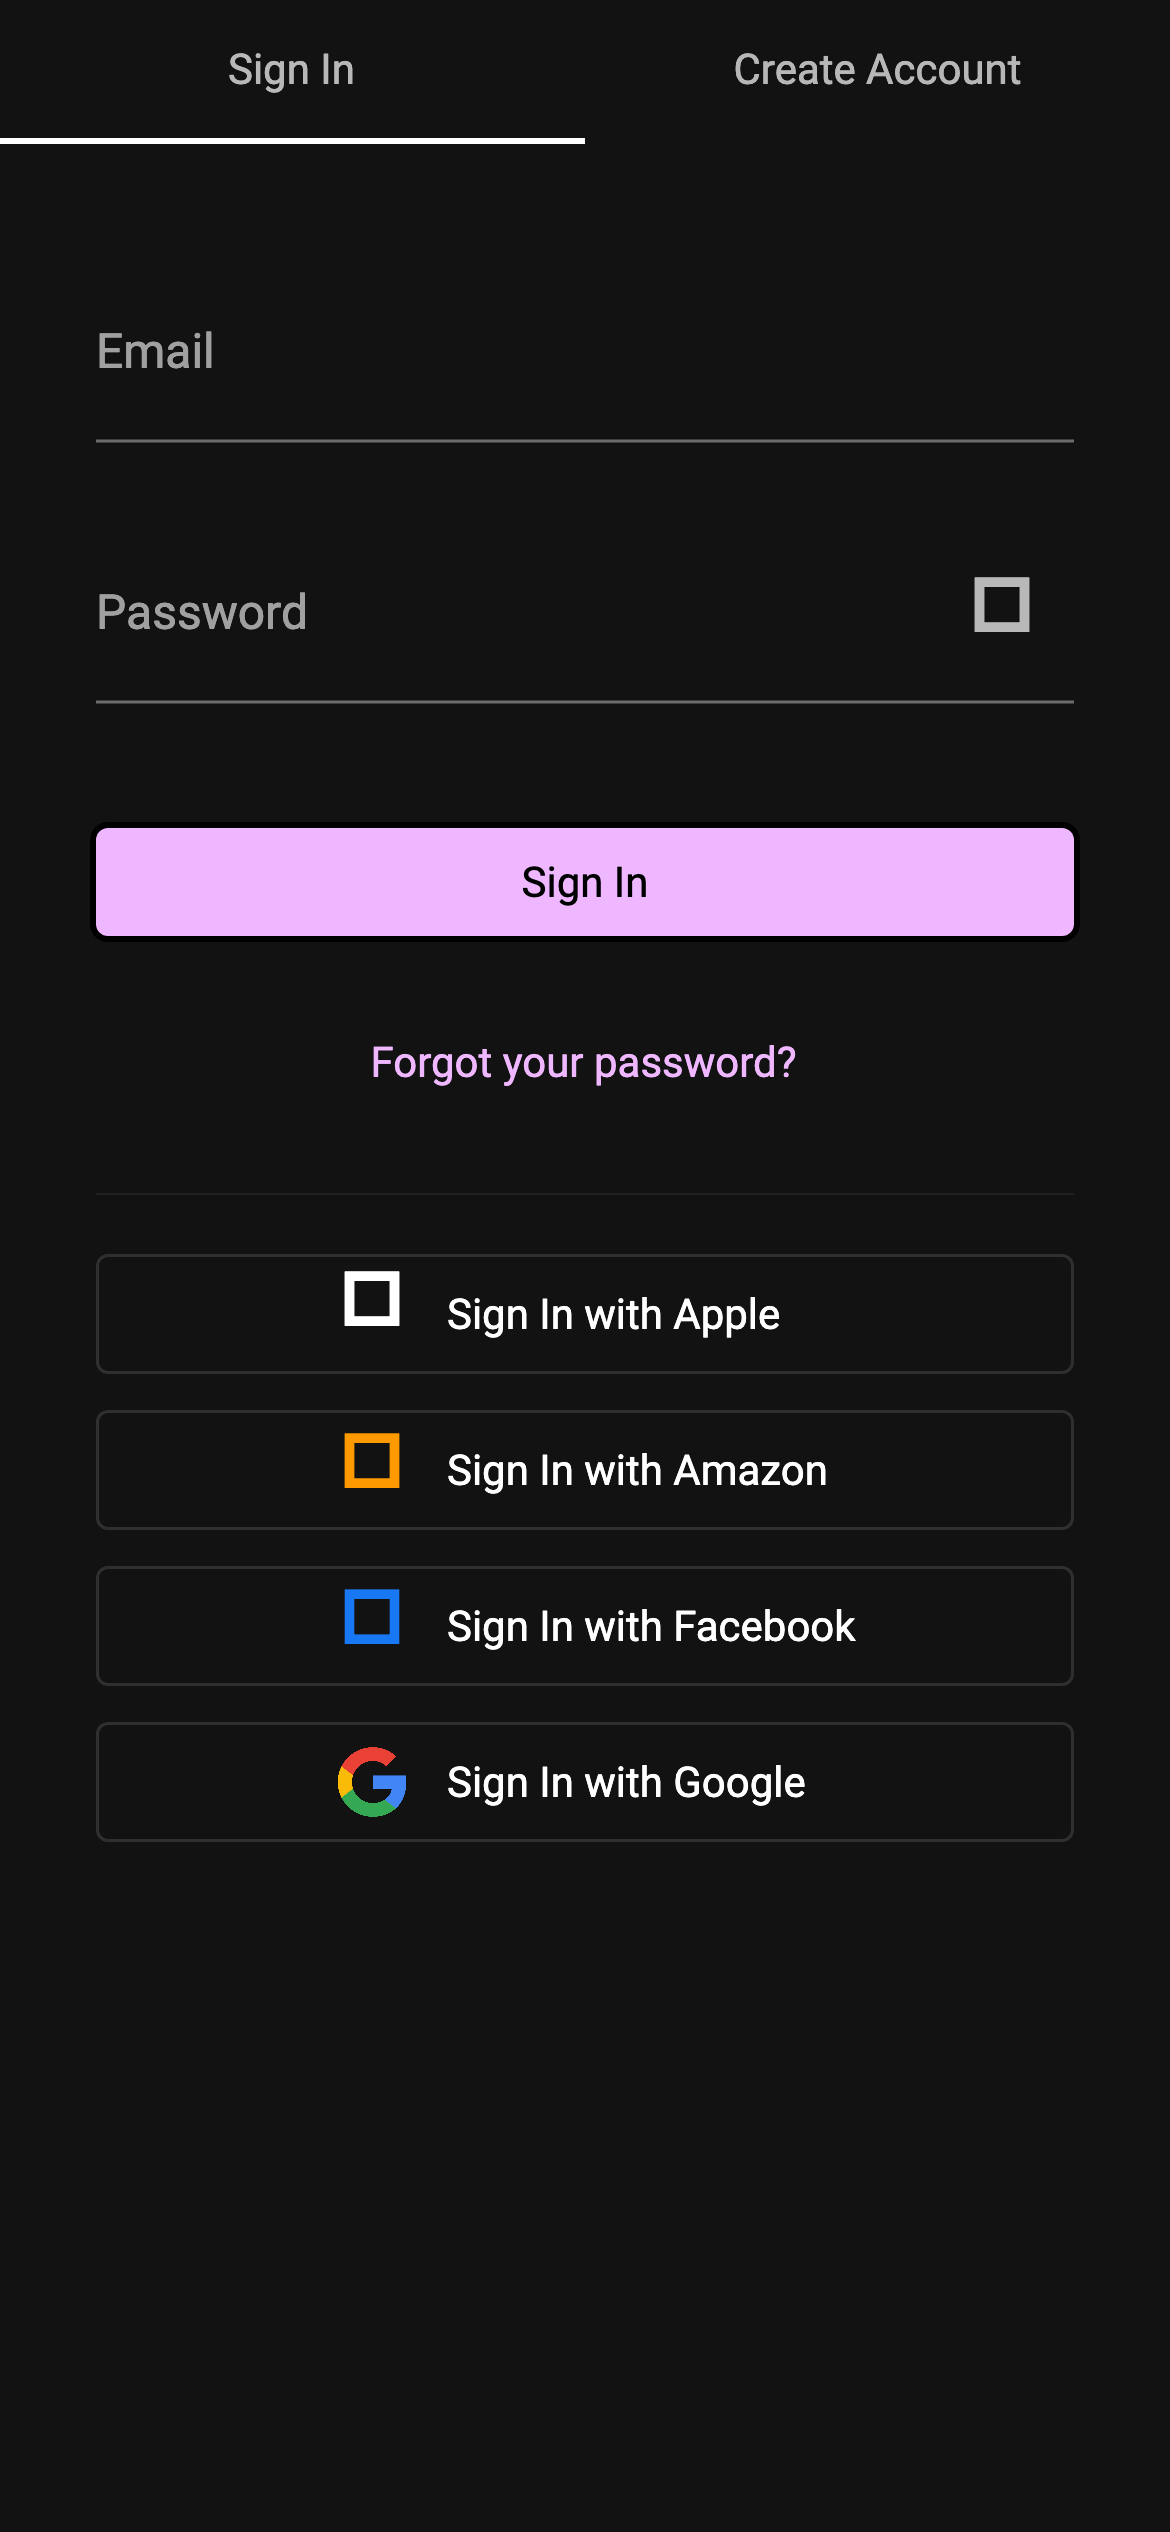 Sign In
Create Account
Email
Password
Sign In
Forgot your password?
Sign In with Apple
Sign In with Amazon
Sign In with Facebook
Sign In with Google